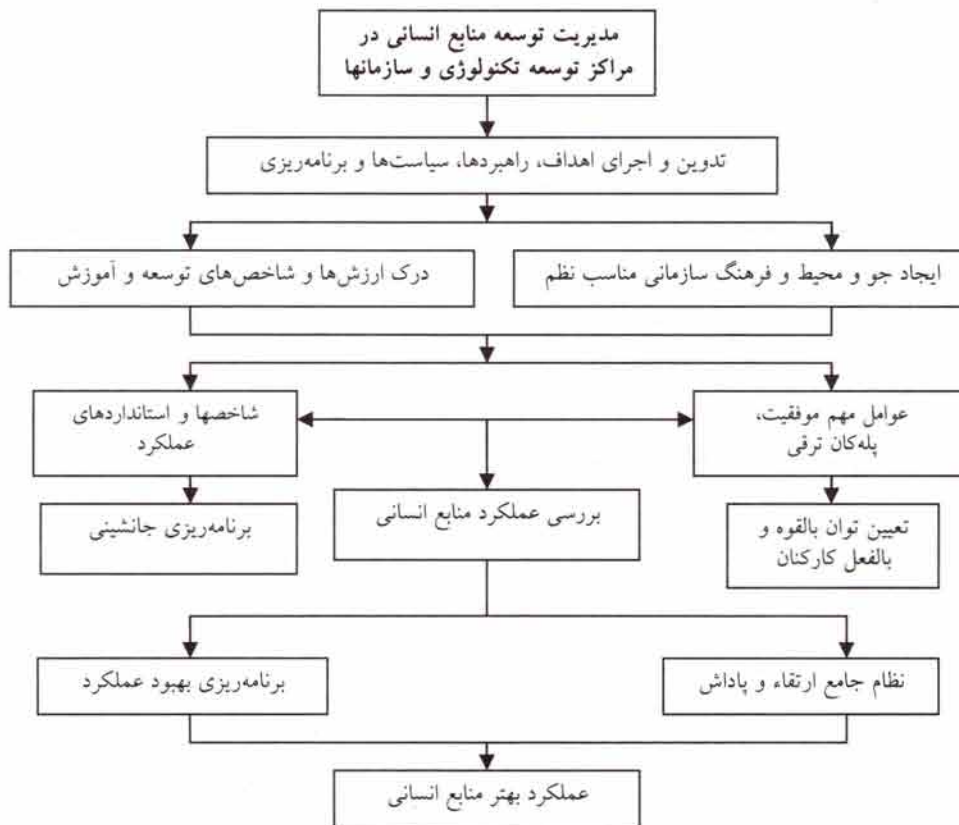 مدیریت توسعه منابع انسانی در
مراکز توسعه تکنولوژی و سازمانها
تدوین و اجرای اهداف، راهبردها، سیاست‌ها و برنامه‌ریزی
ایجاد جو و محیط و فرهنگ سازمانی مناسب نظم
درک ارزش‌ها و شاخص‌های توسعه و آموزش
عوامل مهم موفقیت،
پله‌کان ترقی
شاخصها و استانداردهای
عملکرد
بررسی عملکرد منابع انسانی
تعیین توان بالقوه و
بالفعل کارکنان
برنامه‌ریزی جانشینی
نظام جامع ارتقاء و پاداش
برنامه‌ریزی بهبود عملکرد
عملکرد بهتر منابع انسانی